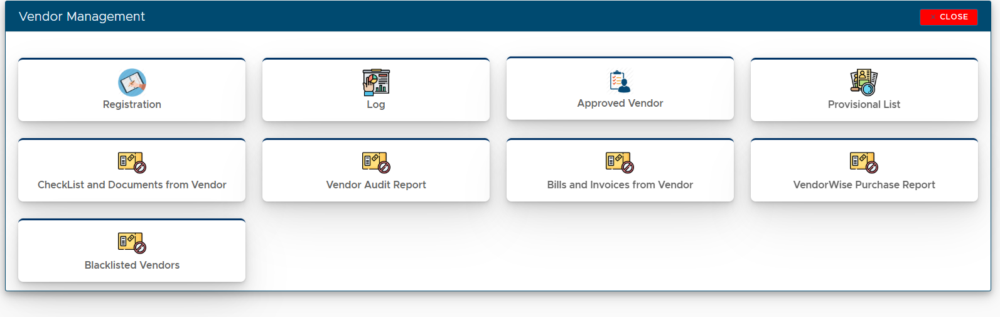 Vendor Management
CLOSE
Registration
Log
Approved Vendor
Provisional List
CheckList and Documents from Vendor
Vendor Audit Report
Bills and Invoices from Vendor
VendorWise Purchase Report
Blacklisted Vendors